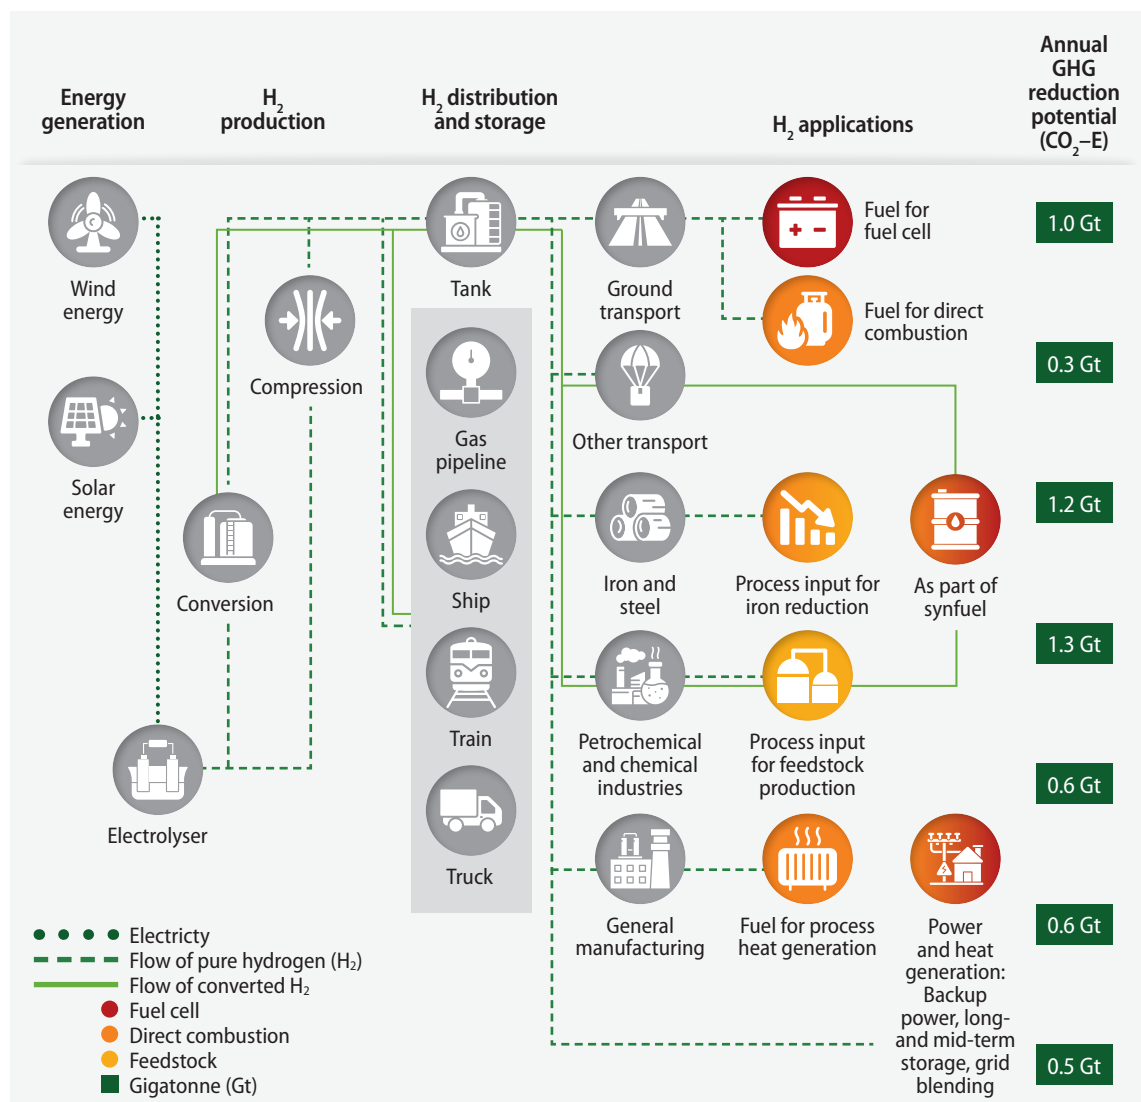 Energy
generation
H2
production
H2 distribution
and storage
H2 applications
Annual
GHG
reduction
potential
(CO2–E)
Wind
energy
Solar
energy
Electrolyser
Compression
Conversion
Tank
Gas
pipeline
Ship
Train
Truck
Ground
transport
Other transport
Iron and
steel
Petrochemical
and chemical
industries
General
manufacturing
Fuel for
fuel cell
Fuel for direct
combustion
Process input for
iron reduction
As part of
synfuel
Process input
for feedstock
production
Fuel for process
heat generation
Power
and heat
generation:
Backup
power, long-
and mid-term
storage, grid
blending
1.0 Gt
0.3 Gt
1.2 Gt
1.3 Gt
0.6 Gt
0.6 Gt
0.5 Gt
Electricty
Flow of pure hydrogen (H2)
Flow of converted H2
Fuel cell
Direct combustion
Feedstock
Gigatonne (Gt)